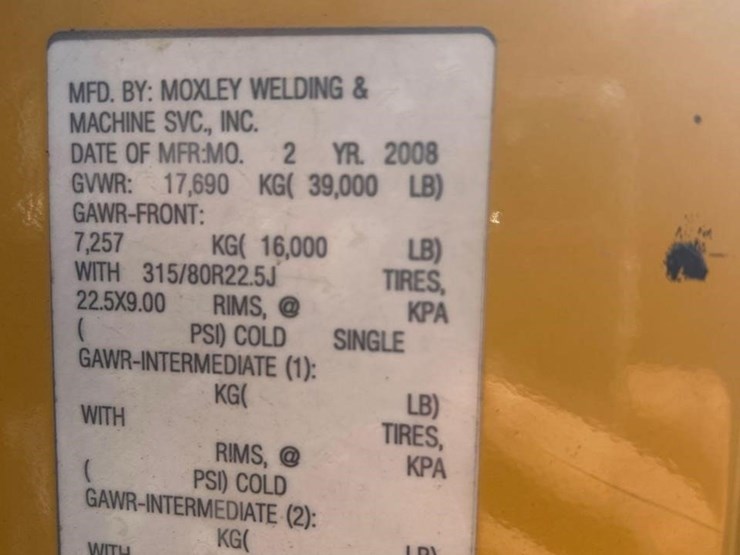 MFD. BY: MOXLEY WELDING &
MACHINE SVC., INC.
DATE OF MFR:MO. 2 YR. 2008
GVWR: 17,690 KG( 39,000 LB)
GAWR-FRONT:
7,257 KG( 16,000 LB)
WITH 315/80R22.5J TIRES,
22.5X9.00 RIMS, @ KPA
( PSI) COLD SINGLE
GAWR-INTERMEDIATE (1):
KG( LB)
WITH TIRES,
RIMS, @ KPA
( PSI) COLD
GAWR-INTERMEDIATE (2):
KG( LB)
WITH